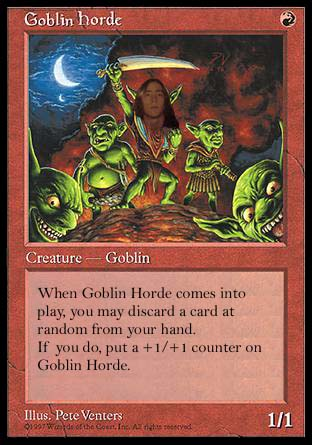 Goblin Horde
Creature — Goblin
When Goblin Horde comes into
play, you may discard a card at
random from your hand.
If you do, put a +1/+1 counter on
Goblin Horde.
Illus. Pete Venters
©1997 Wizards of the Coast, Inc. All rights reserved.
1/1